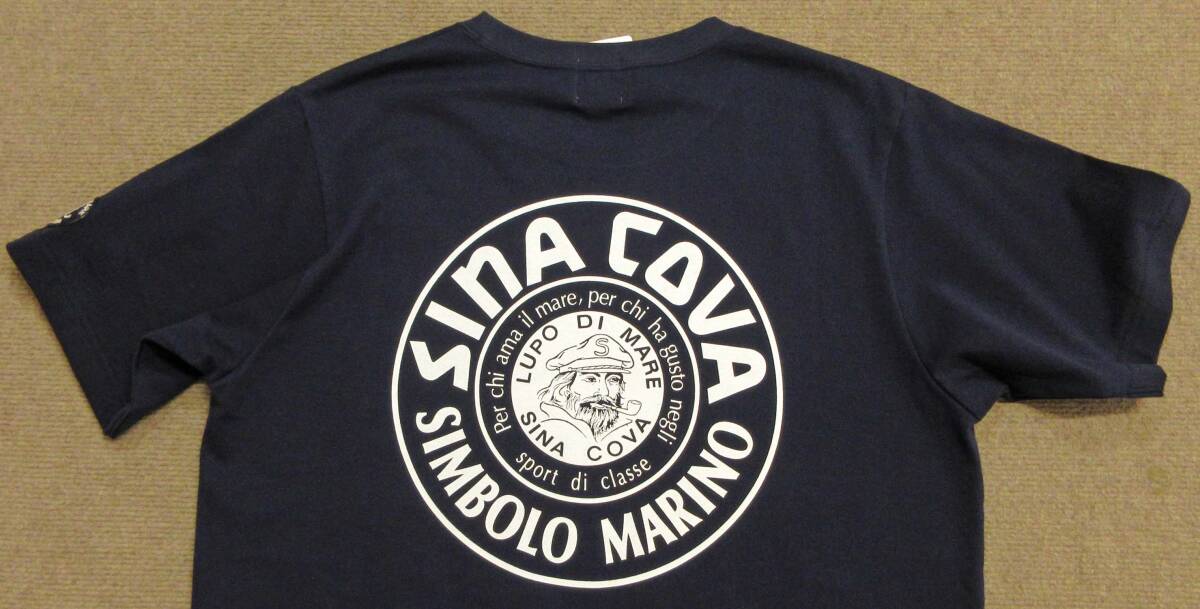 SINA COVA
SIMBOLO MARINO
Per chi ama il mare, per chi ha gusto negli
sport di classe
LUPO DI MARE
SINA COVA
S